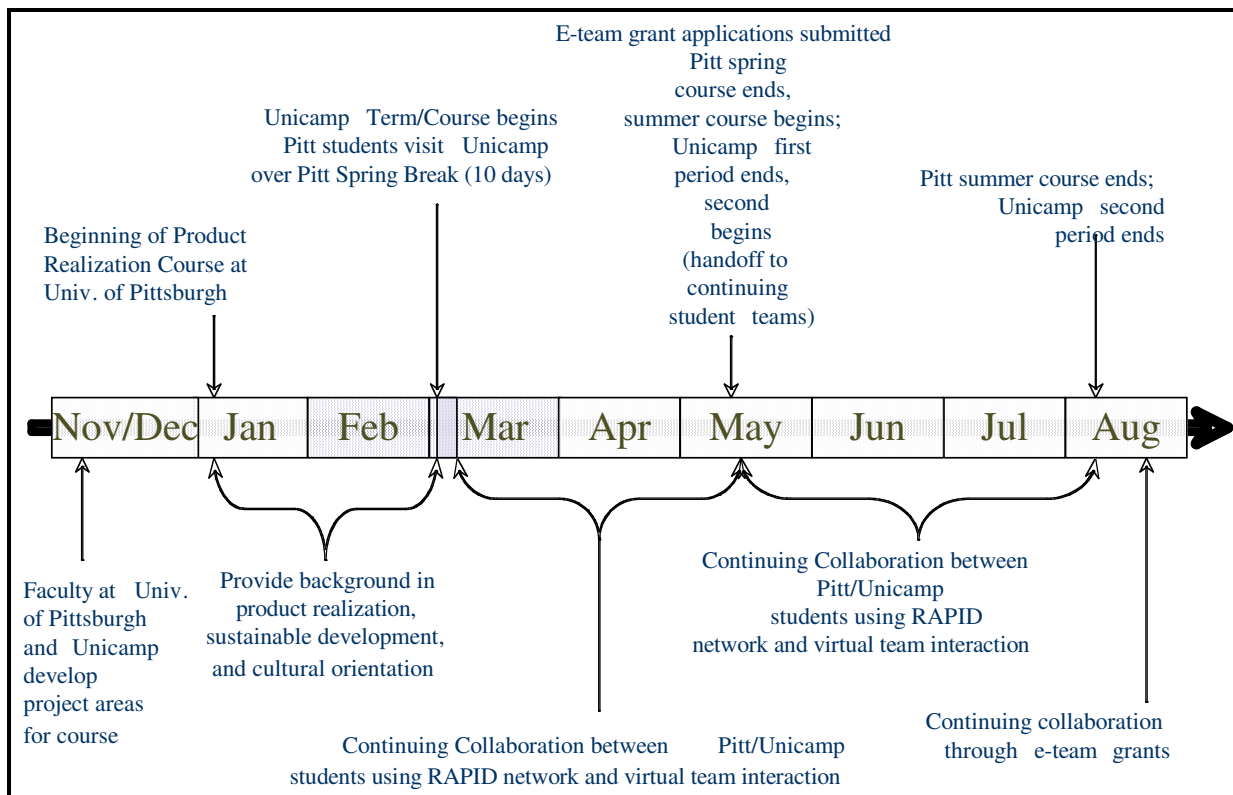 E-team grant applications submitted
Pitt spring
course ends,
summer course begins;
Unicamp first
period ends,
second
begins
(handoff to
continuing
student teams)
Unicamp Term/Course begins
Pitt students visit Unicamp
over Pitt Spring Break (10 days)
Pitt summer course ends;
Unicamp second
period ends
Beginning of Product
Realization Course at
Univ. of Pittsburgh
Nov/Dec Jan Feb Mar Apr May Jun Jul Aug
Faculty at Univ.
of Pittsburgh
and Unicamp
develop
project areas
for course
Provide background in
product realization,
sustainable development,
and cultural orientation
Continuing Collaboration between Pitt/Unicamp
students using RAPID network and virtual team interaction
Continuing Collaboration between
Pitt/Unicamp
students using RAPID
network and virtual team interaction
Continuing collaboration
through e-team grants